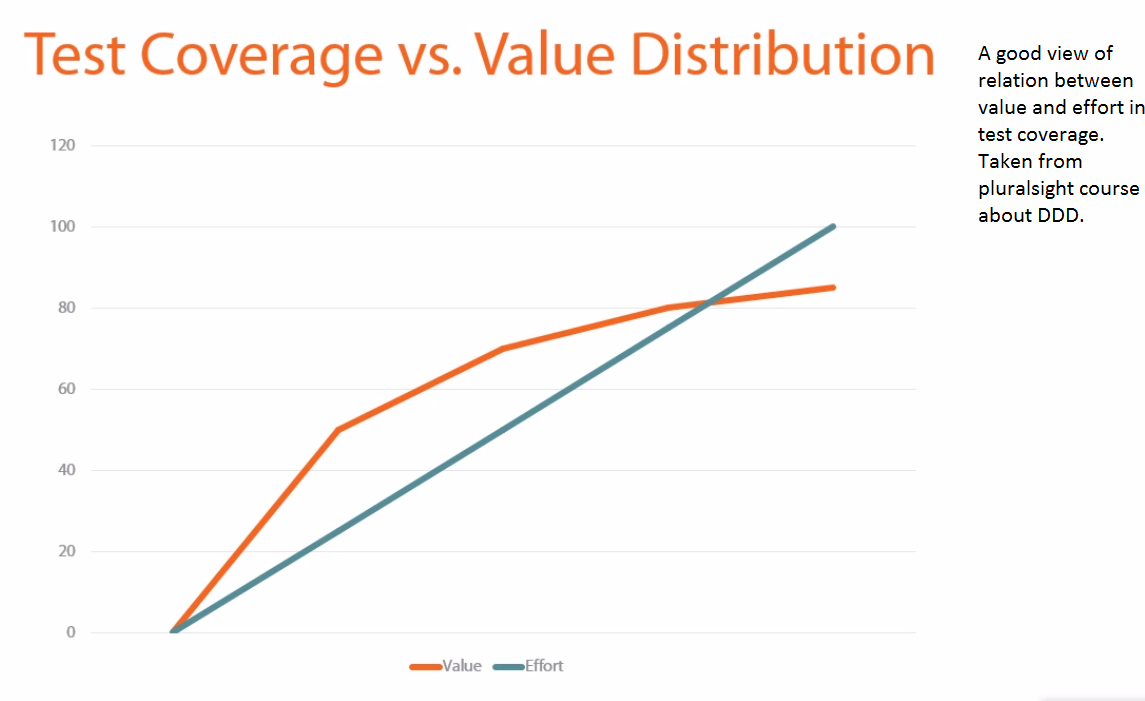 Test Coverage vs. Value Distribution
A good view of
relation between
value and effort in
test coverage.
Taken from
pluralsight course
about DDD.
120
100
80
60
40
20
0
Value Effort